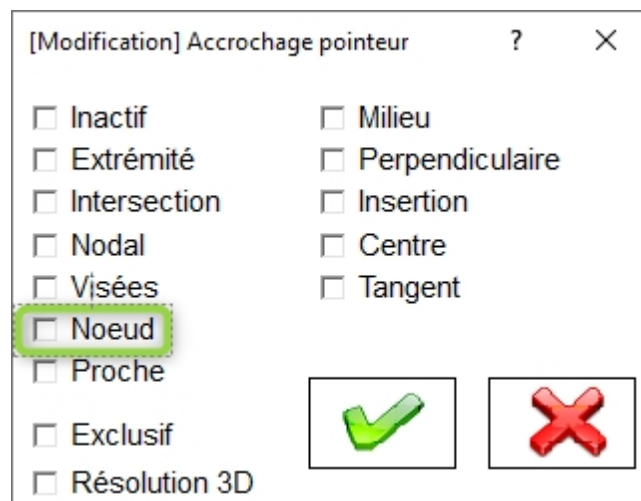 [Modification] Accrochage pointeur ? ×
Inactif
Extrémité
Intersection
Nodal
Visées
Noeud
Proche
Exclusif
Résolution 3D
Milieu
Perpendiculaire
Insertion
Centre
Tangent